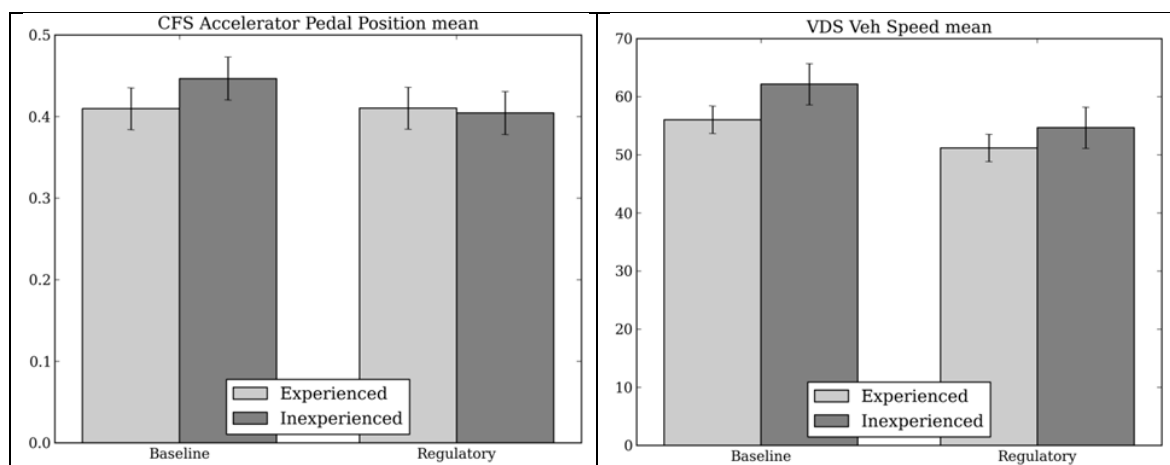 CFS Accelerator Pedal Position mean
0.5
0.4
0.3
0.2
0.1
0.0
Experienced
Inexperienced
Baseline Regulatory
VDS Veh Speed mean
70
60
50
40
30
20
10
0
Experienced
Inexperienced
Baseline Regulatory